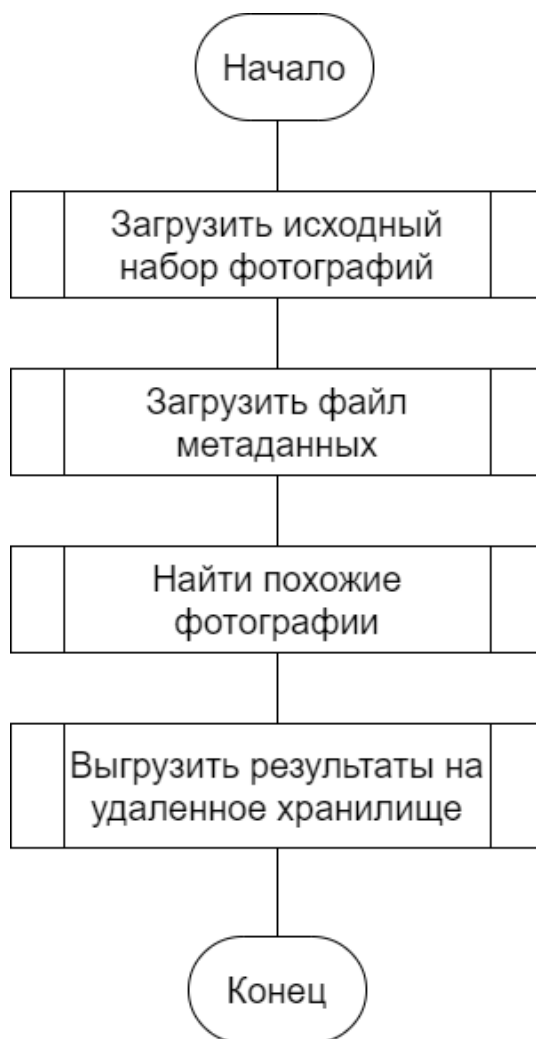 Начало
Загрузить исходный
набор фотографий
Загрузить файл
метаданных
Найти похожие
фотографии
Выгрузить результаты на
удаленное хранилище
Конец